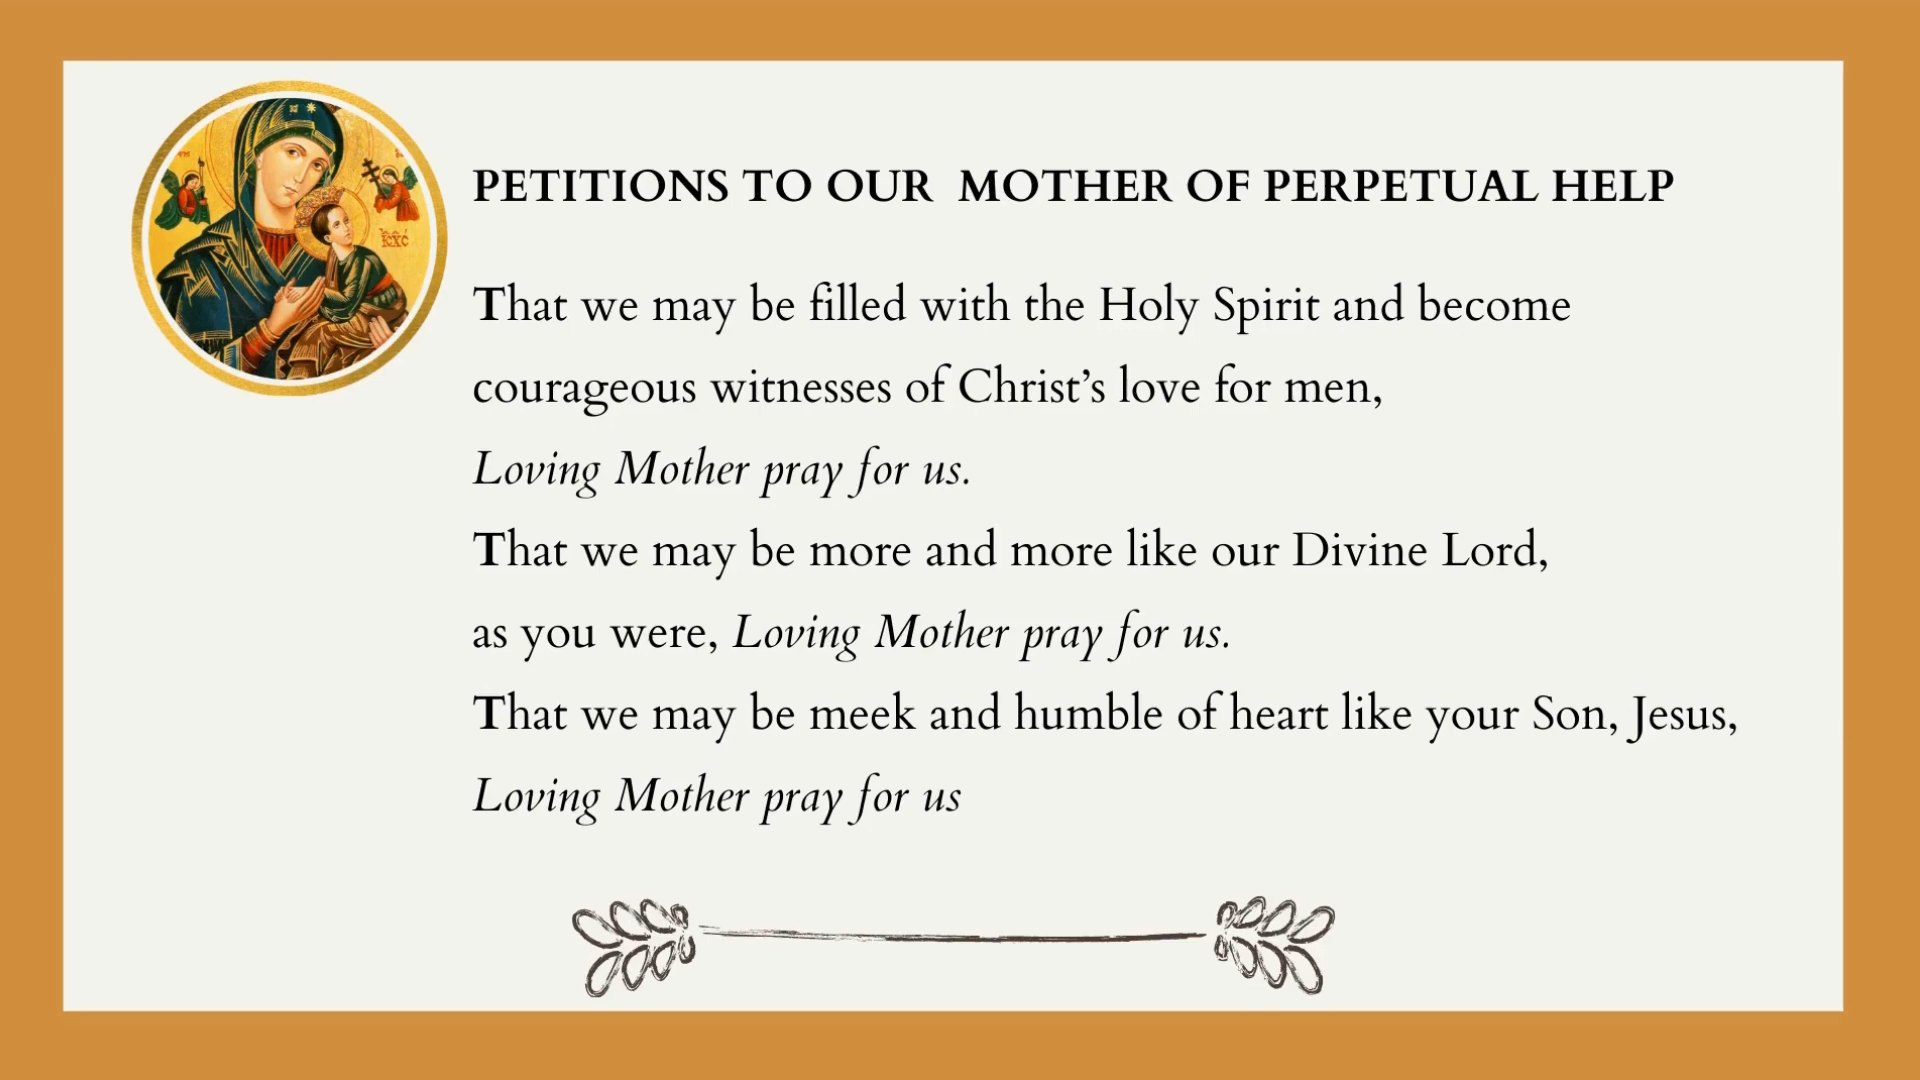 PETITIONS TO OUR MOTHER OF PERPETUAL HELP
That we may be filled with the Holy Spirit and become
courageous witnesses of Christ’s love for men,
Loving Mother pray for us.
That we may be more and more like our Divine Lord,
as you were, Loving Mother pray for us.
That we may be meek and humble of heart like your Son, Jesus,
Loving Mother pray for us